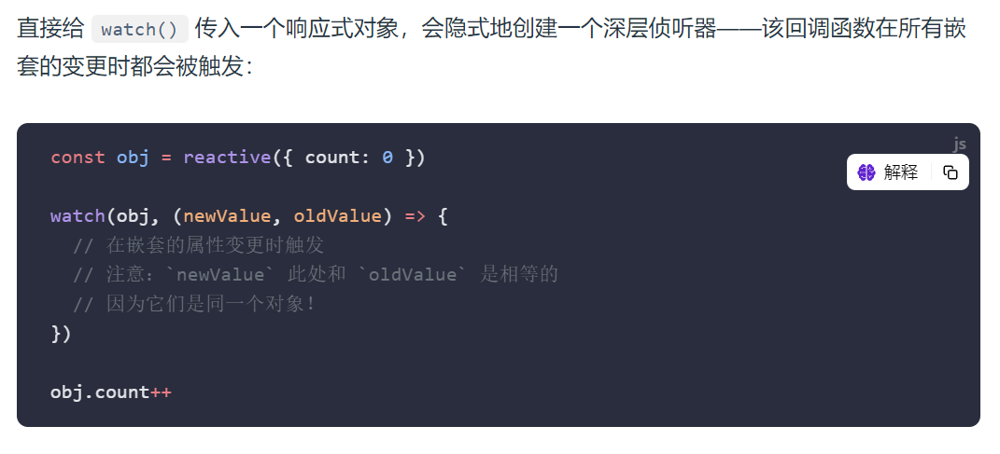 直接给 watch() 传入一个响应式对象，会隐式地创建一个深层侦听器——该回调函数在所有嵌
套的变更时都会被触发：
js
const obj = reactive({ count: 0 })
解释
watch(obj, (newValue, oldValue) => {
  // 在嵌套的属性变更时触发
  // 注意：`newValue` 此处和 `oldValue` 是相等的
  // 因为它们是同一个对象！
})
obj.count++